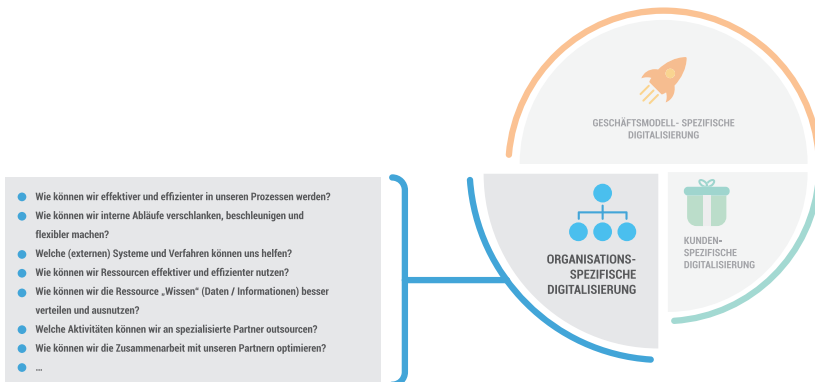 GESCHÄFTSMODELL- SPEZIFISCHE
DIGITALISIERUNG
Wie können wir effektiver und effizienter in unseren Prozessen werden?
Wie können wir interne Abläufe verschlanken, beschleunigen und
flexibler machen?
Welche (externen) Systeme und Verfahren können uns helfen?
Wie können wir Ressourcen effektiver und effizienter nutzen?
Wie können wir die Ressource „Wissen“ (Daten / Informationen) besser
verteilen und ausnutzen?
Welche Aktivitäten können wir an spezialisierte Partner outsourcen?
Wie können wir die Zusammenarbeit mit unseren Partnern optimieren?
...
ORGANISATIONS-
SPEZIFISCHE
DIGITALISIERUNG
KUNDEN-
SPEZIFISCHE
DIGITALISIERUNG